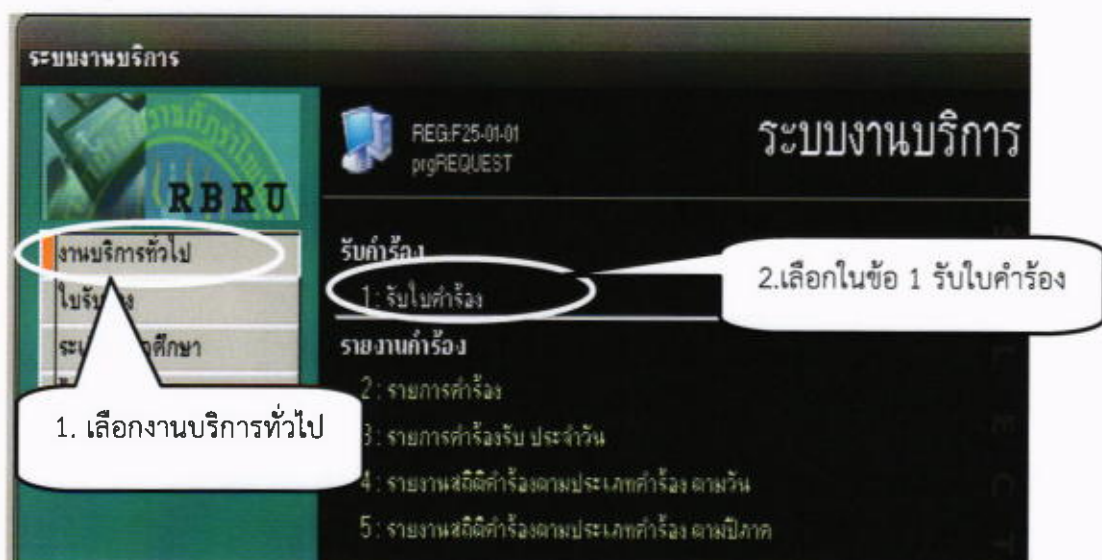 ระบบงานบริการ
REG:F25-01-01
prgREQUEST
ระบบงานบริการ
RBRU
งานบริการทั่วไป
รับคำร้อง
1 : รับใบคำร้อง
2.เลือกในข้อ 1 รับใบคำร้อง
รายงานคำร้อง
2 : รายการคำร้อง
1. เลือกงานบริการทั่วไป
3 : รายการคำร้องรับ ประจำวัน
4 : รายงานสถิติคำร้องตามประเภทคำร้อง ตามวัน
5 : รายงานสถิติคำร้องตามประเภทคำร้อง ตามปีภาค